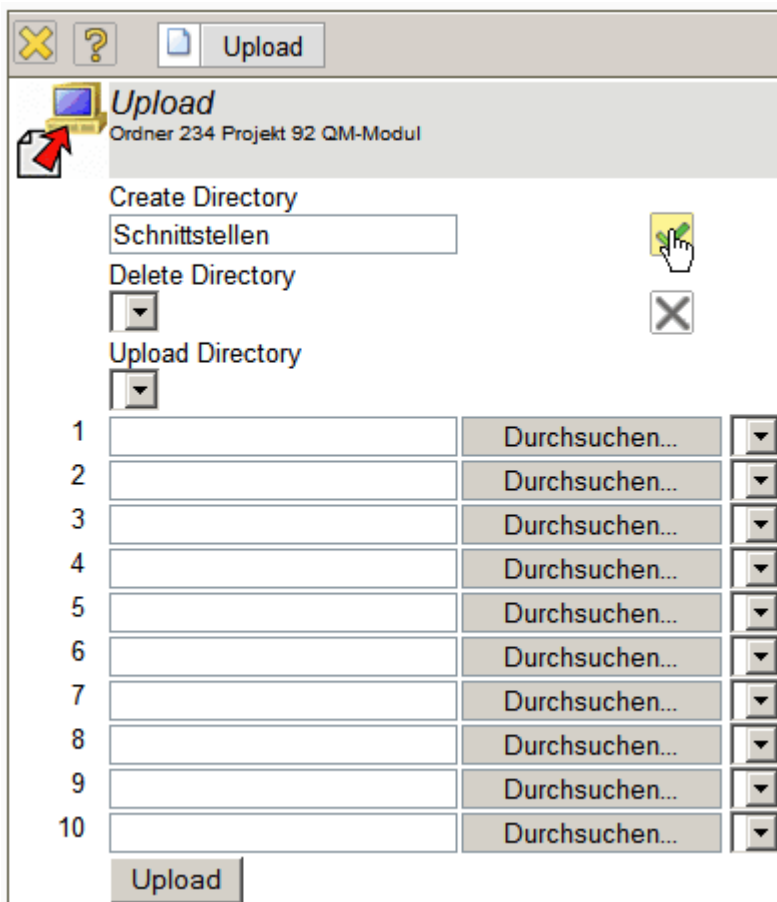 Upload
Upload
Ordner 234 Projekt 92 QM-Modul
Create Directory
Schnittstellen
Delete Directory
Upload Directory
1 Durchsuchen...
2 Durchsuchen...
3 Durchsuchen...
4 Durchsuchen...
5 Durchsuchen...
6 Durchsuchen...
7 Durchsuchen...
8 Durchsuchen...
9 Durchsuchen...
10 Durchsuchen...
Upload